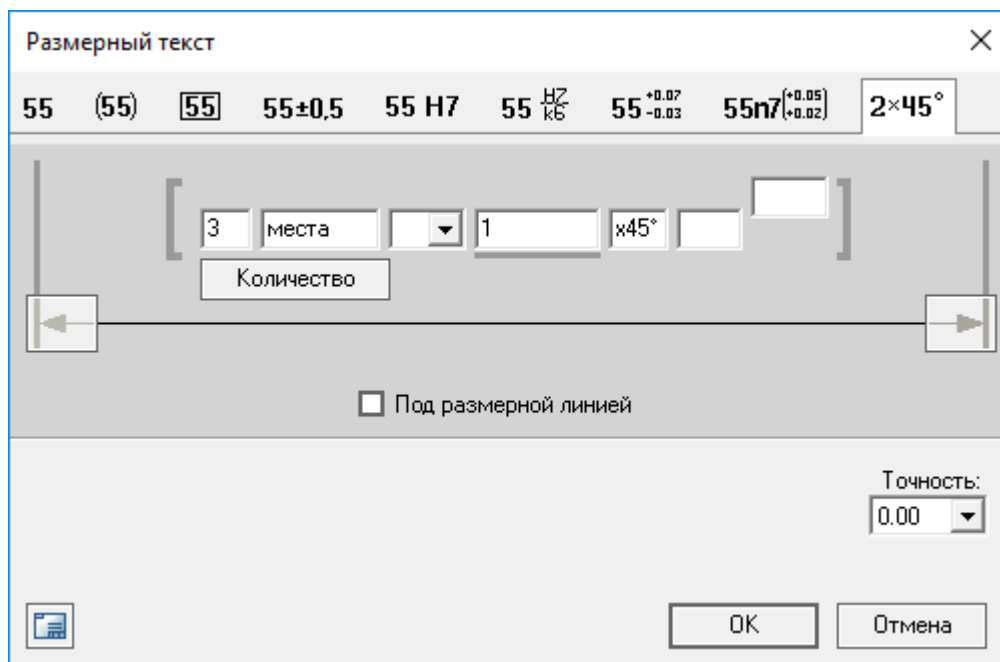 Размерный текст
55 (55) 55 55±0,5 55 H7 55 H7/k6 55 +0.07 -0.03 55n7(+0.05 +0.02) 2×45°
3 места 1 x45°
Количество
Под размерной линией
Точность:
0.00
OK Отмена